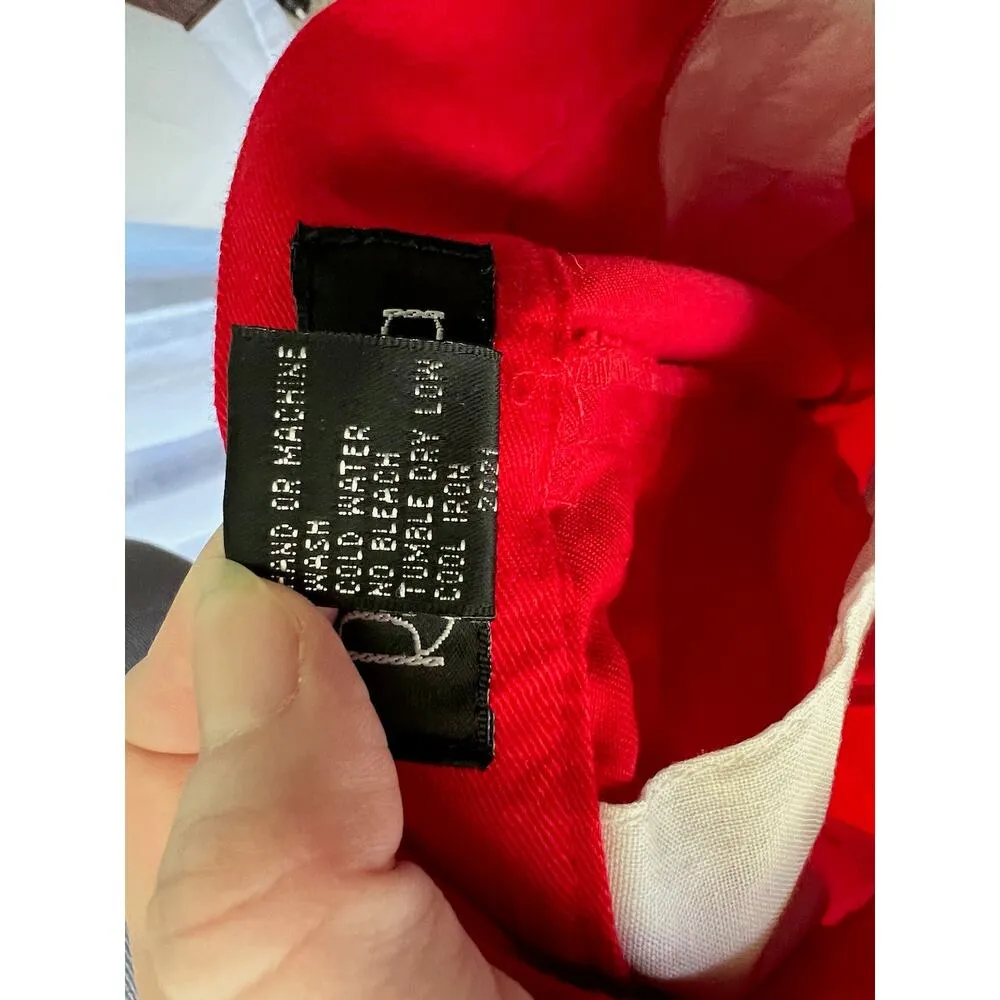 HAND OR MACHINE
WASH
COLD WATER
NO BLEACH
TUMBLE DRY LOW
COOL IRON